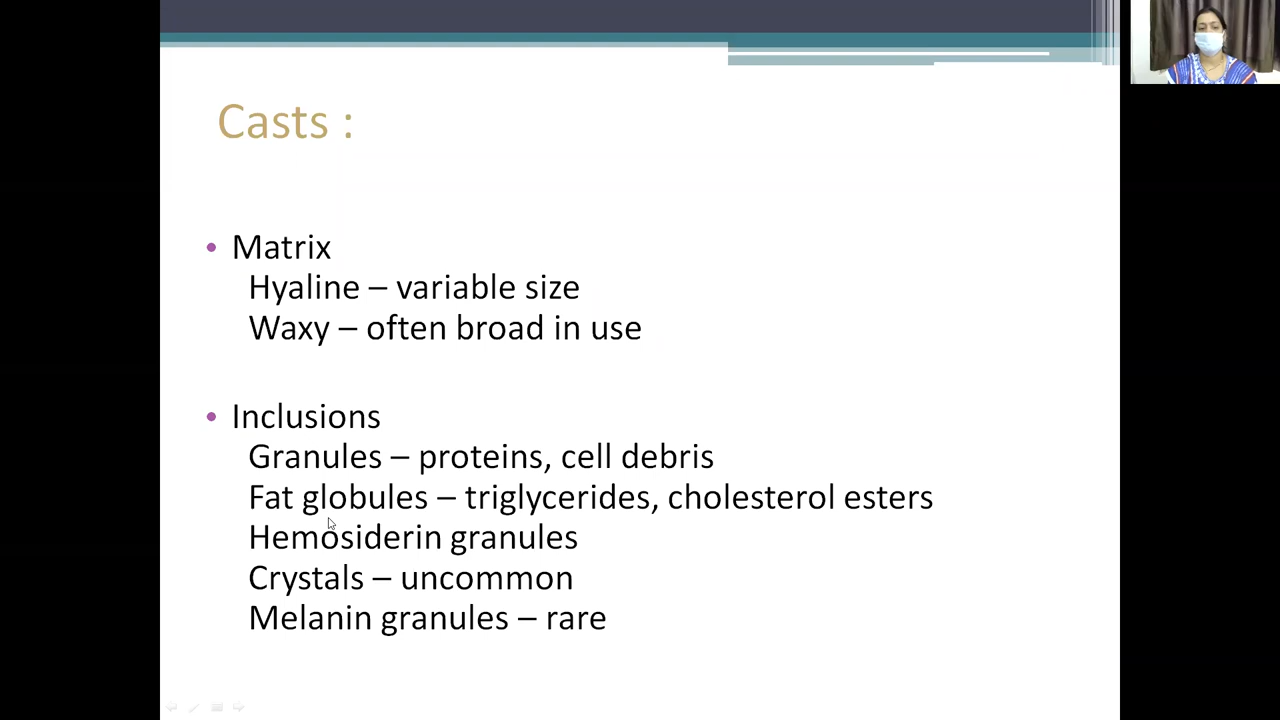 Casts :
• Matrix
Hyaline – variable size
Waxy – often broad in use
• Inclusions
Granules – proteins, cell debris
Fat globules – triglycerides, cholesterol esters
Hemosiderin granules
Crystals – uncommon
Melanin granules – rare